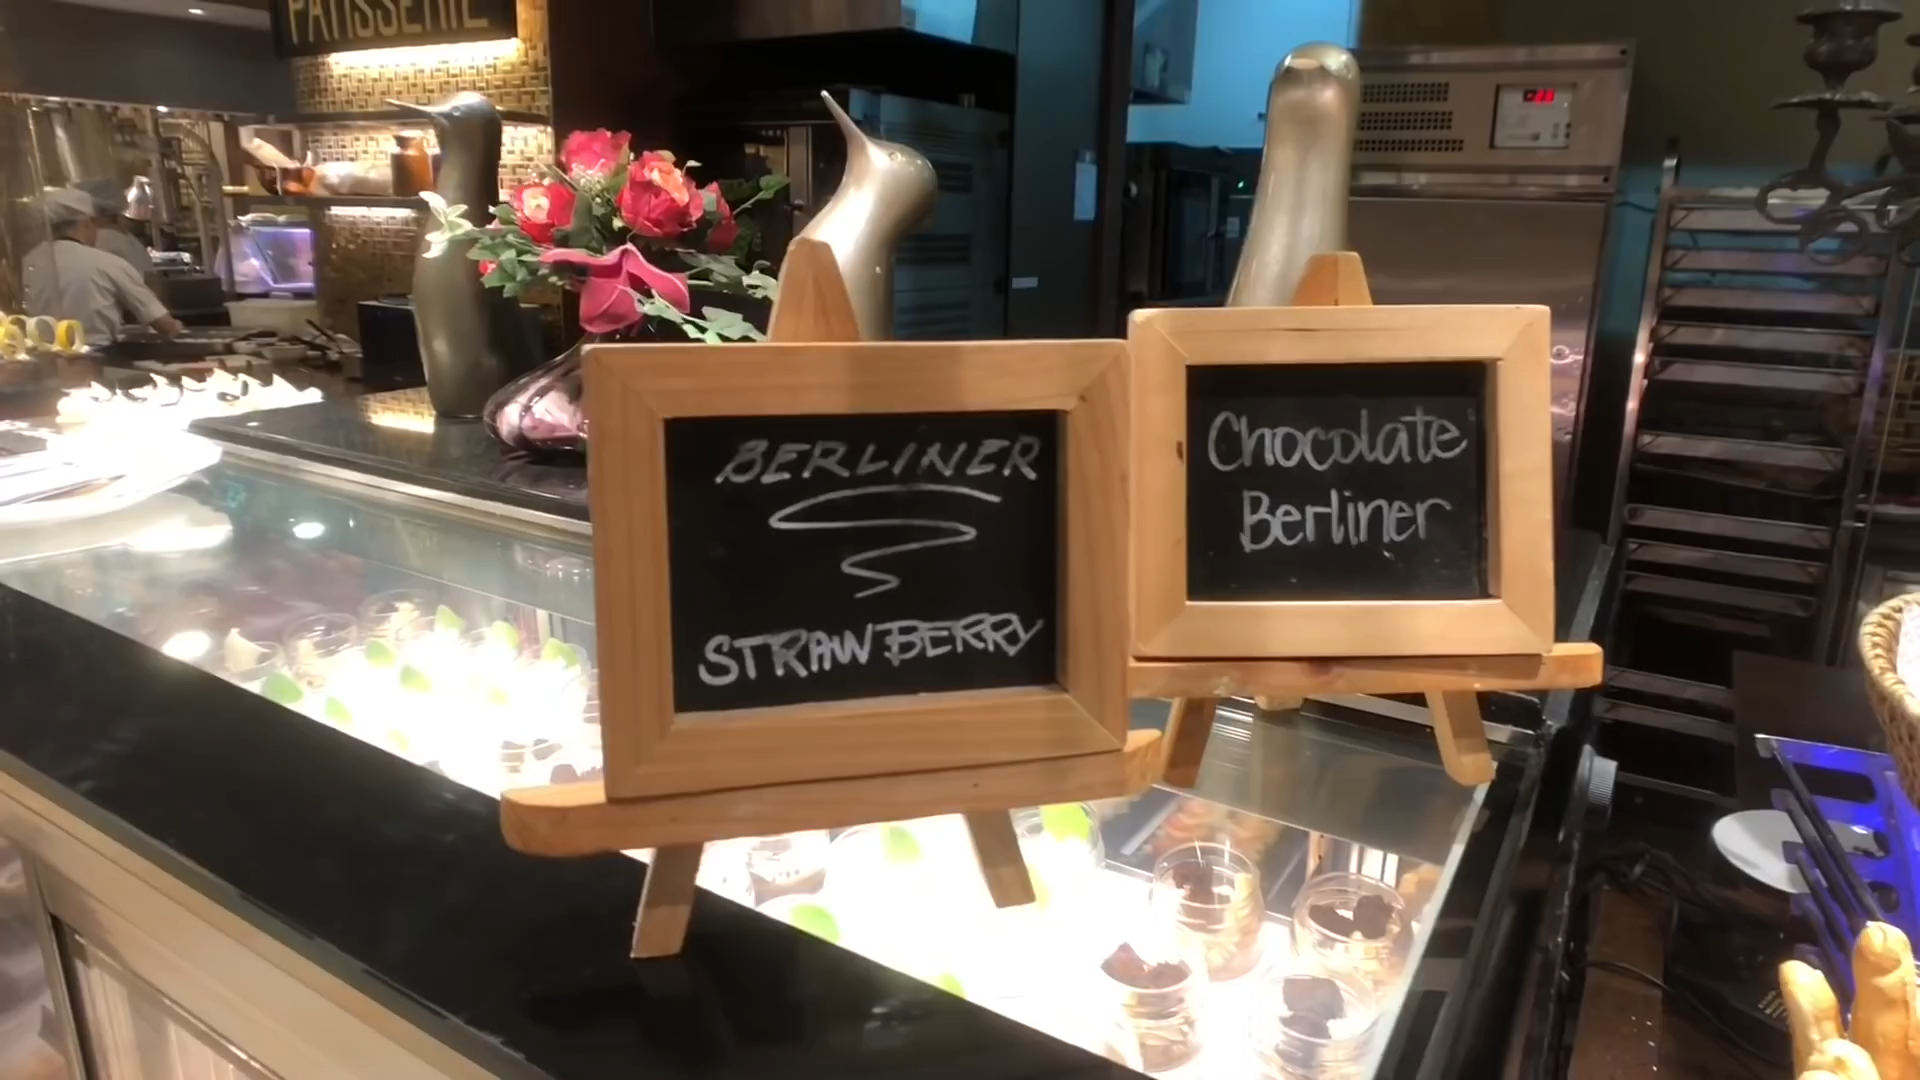 PATISSERIE
BERLINER
STRAWBERRY
Chocolate
Berliner